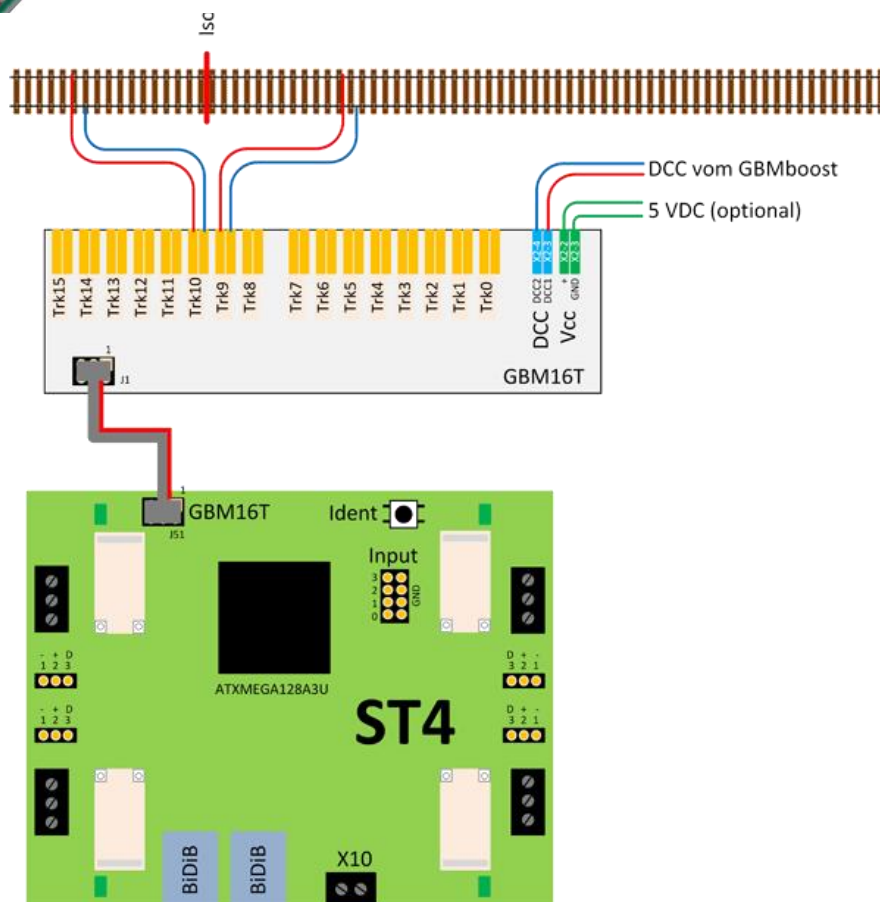 Isc
DCC vom GBMboost
5 VDC (optional)
Trk15
Trk14
Trk13
Trk12
Trk11
Trk10
Trk9
Trk8
Trk7
Trk6
Trk5
Trk4
Trk3
Trk2
Trk1
Trk0
X2-4
X2-3
X2-2
X2-3
DCC2
DCC1
+
GND
DCC
Vcc
1
J1
GBM16T
1
GBM16T
J51
Ident
Input
3
2
1
0
GND
ATXMEGA128A3U
- + D
1 2 3
D + -
3 2 1
ST4
- + D
1 2 3
D + -
3 2 1
BiDiB
BiDiB
X10